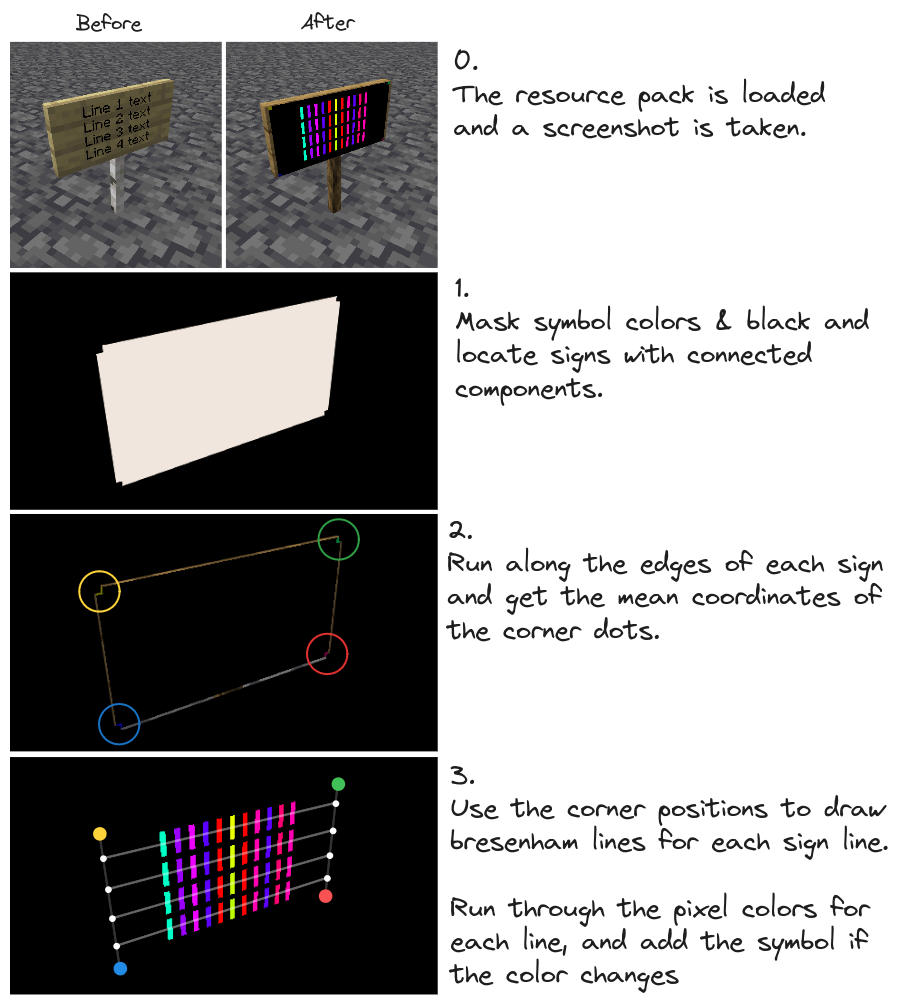 Before
After
Line 1 text
Line 2 text
Line 3 text
Line 4 text
0.
The resource pack is loaded
and a screenshot is taken.
1.
Mask symbol colors & black and
locate signs with connected
components.
2.
Run along the edges of each sign
and get the mean coordinates of
the corner dots.
3.
Use the corner positions to draw
bresenham lines for each sign line.
Run through the pixel colors for
each line, and add the symbol if
the color changes